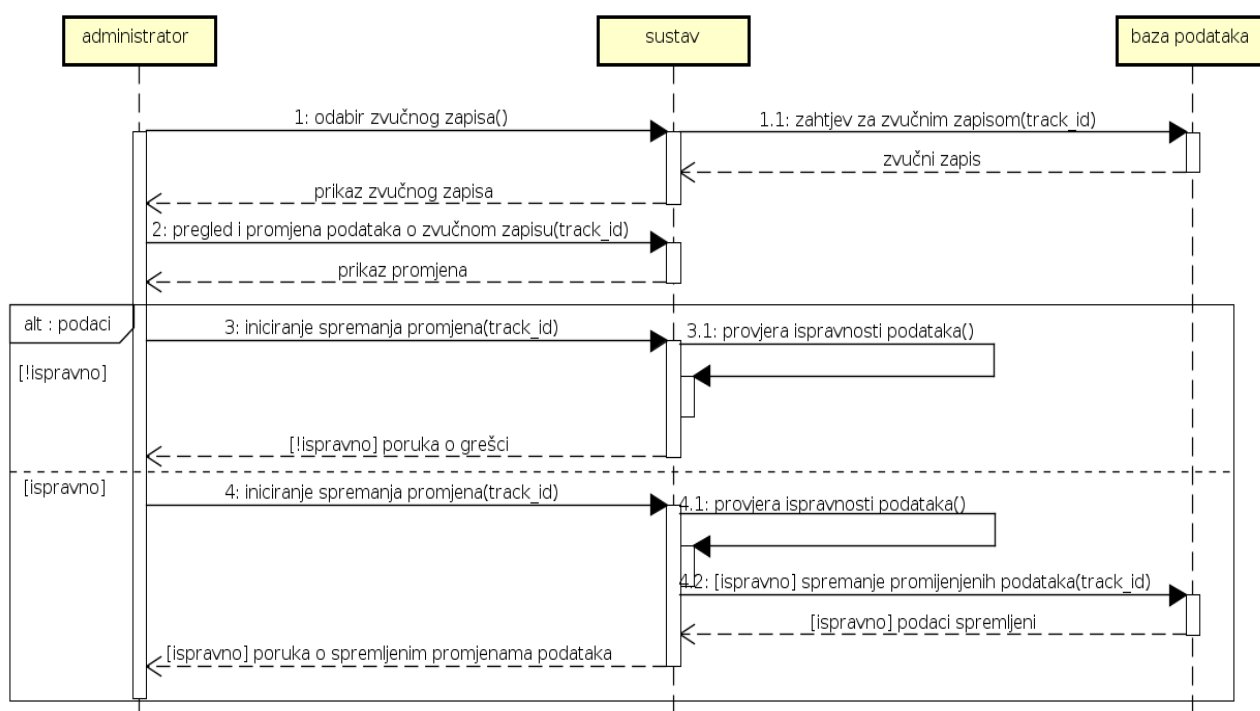 administrator
sustav
baza podataka
1: odabir zvučnog zapisa()
1.1: zahtjev za zvučnim zapisom(track_id)
zvučni zapis
prikaz zvučnog zapisa
2: pregled i promjena podataka o zvučnom zapisu(track_id)
prikaz promjena
alt : podaci
3: iniciranje spremanja promjena(track_id)
3.1: provjera ispravnosti podataka()
[!ispravno]
[!ispravno] poruka o grešci
[ispravno]
4: iniciranje spremanja promjena(track_id)
4.1: provjera ispravnosti podataka()
4.2: [ispravno] spremanje promijenjenih podataka(track_id)
[ispravno] podaci spremljeni
[ispravno] poruka o spremljenim promjenama podataka